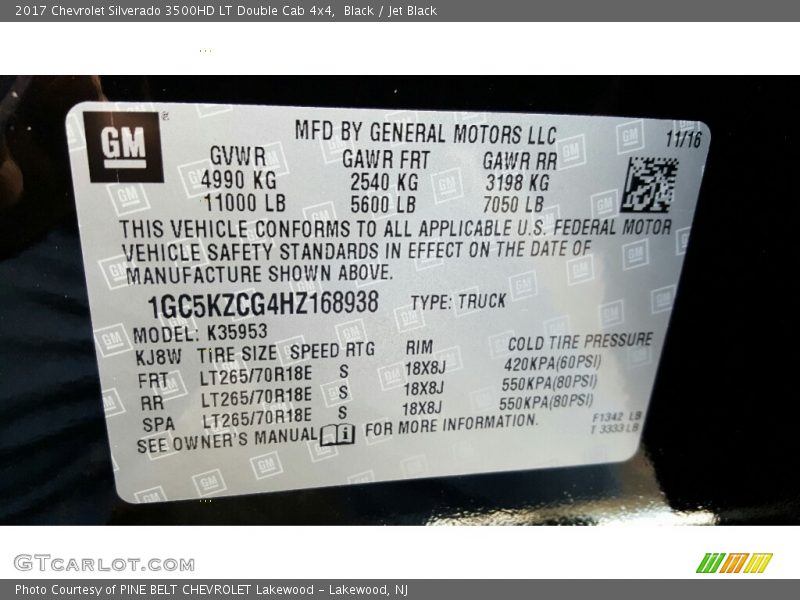 2017 Chevrolet Silverado 3500HD LT Double Cab 4x4, Black / Jet Black
GM
MFD BY GENERAL MOTORS LLC
11/16
GVWR GAWR FRT GAWR RR
4990 KG 2540 KG 3198 KG
11000 LB 5600 LB 7050 LB
THIS VEHICLE CONFORMS TO ALL APPLICABLE U.S. FEDERAL MOTOR
VEHICLE SAFETY STANDARDS IN EFFECT ON THE DATE OF
MANUFACTURE SHOWN ABOVE.
1GC5KZCG4HZ168938 TYPE: TRUCK
MODEL: K35953
KJ8W TIRE SIZE SPEED RTG RIM COLD TIRE PRESSURE
FRT LT265/70R18E S 18X8J 420KPA(60PSI)
RR LT265/70R18E S 18X8J 550KPA(80PSI)
SPA LT265/70R18E S 18X8J 550KPA(80PSI)
SEE OWNER'S MANUAL FOR MORE INFORMATION.
F1342 LB
T 3333 LB
GTCARLOT.COM
Photo Courtesy of PINE BELT CHEVROLET Lakewood - Lakewood, NJ